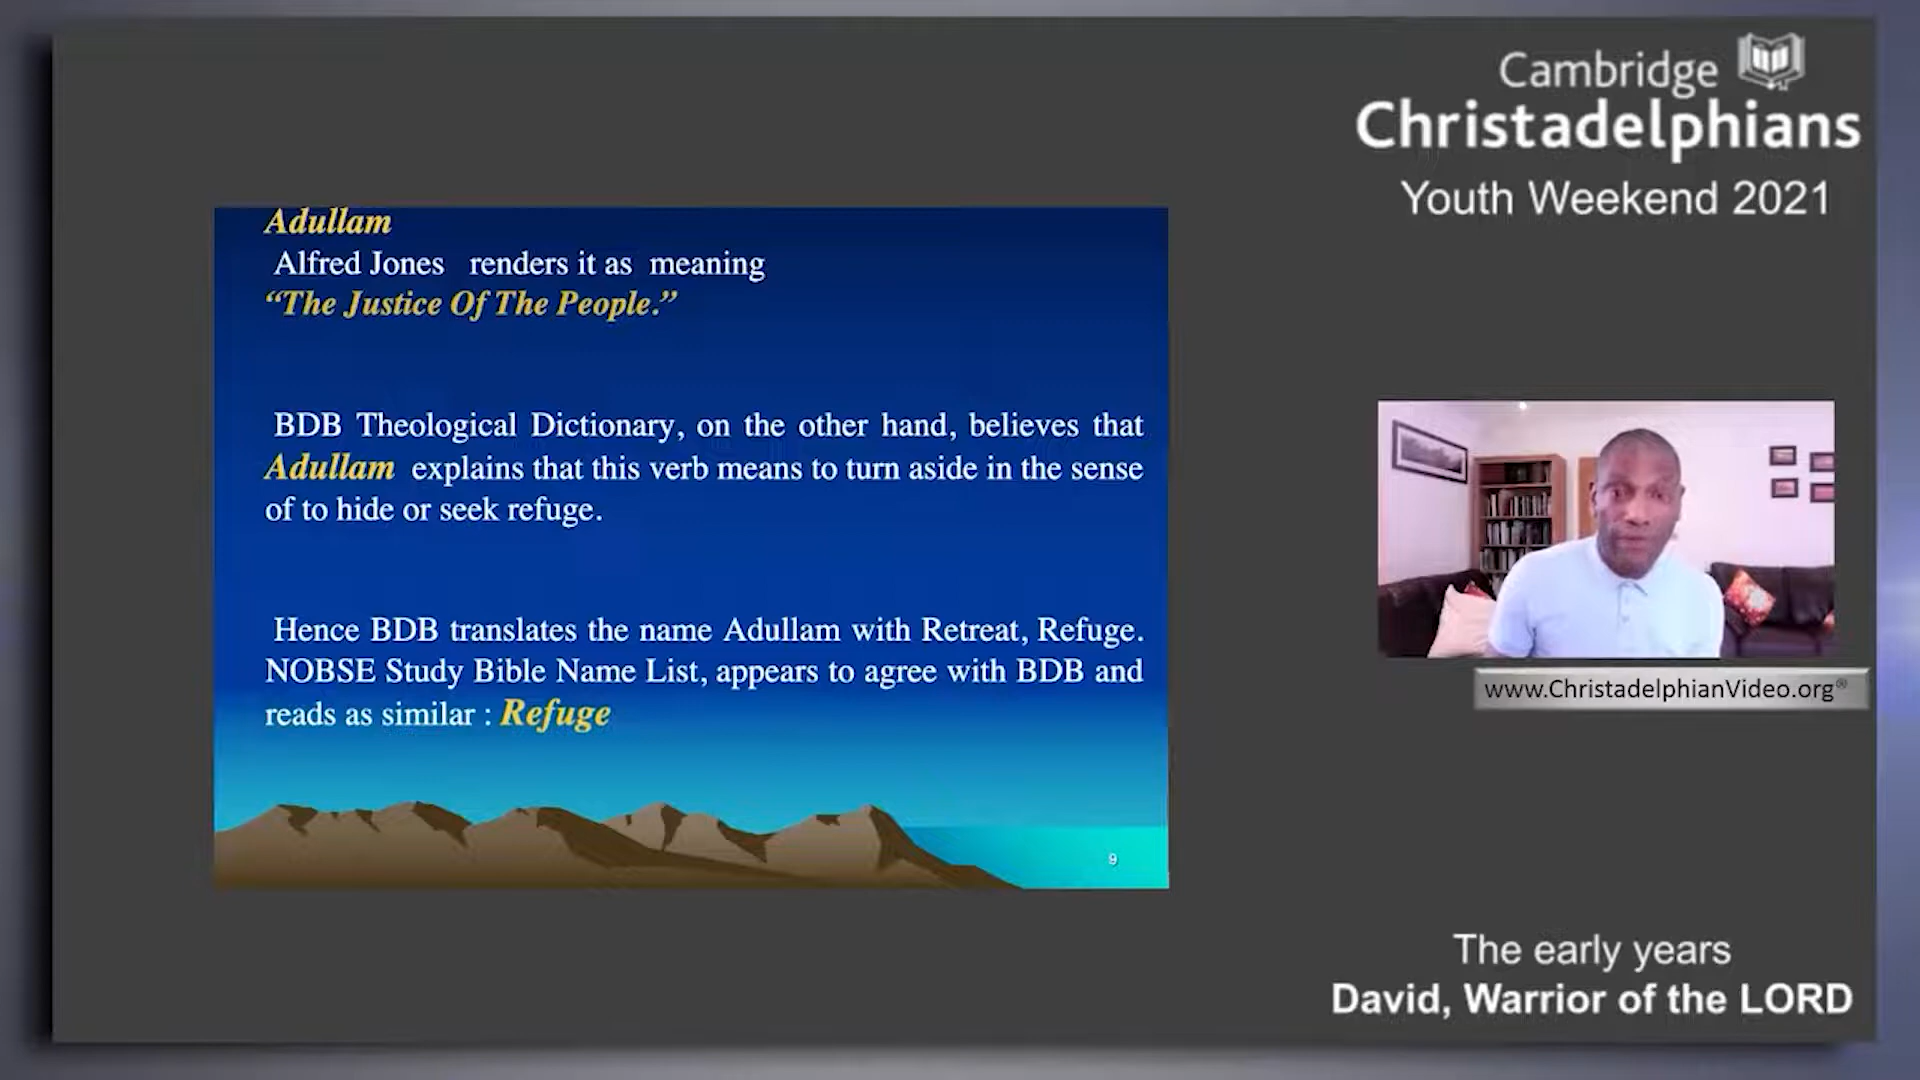 Cambridge
Christadelphians
Youth Weekend 2021
Adullam
Alfred Jones renders it as meaning
“The Justice Of The People.”
BDB Theological Dictionary, on the other hand, believes that
Adullam explains that this verb means to turn aside in the sense
of to hide or seek refuge.
Hence BDB translates the name Adullam with Retreat, Refuge.
NOBSE Study Bible Name List, appears to agree with BDB and
reads as similar : Refuge
9
www.ChristadelphianVideo.org®
The early years
David, Warrior of the LORD